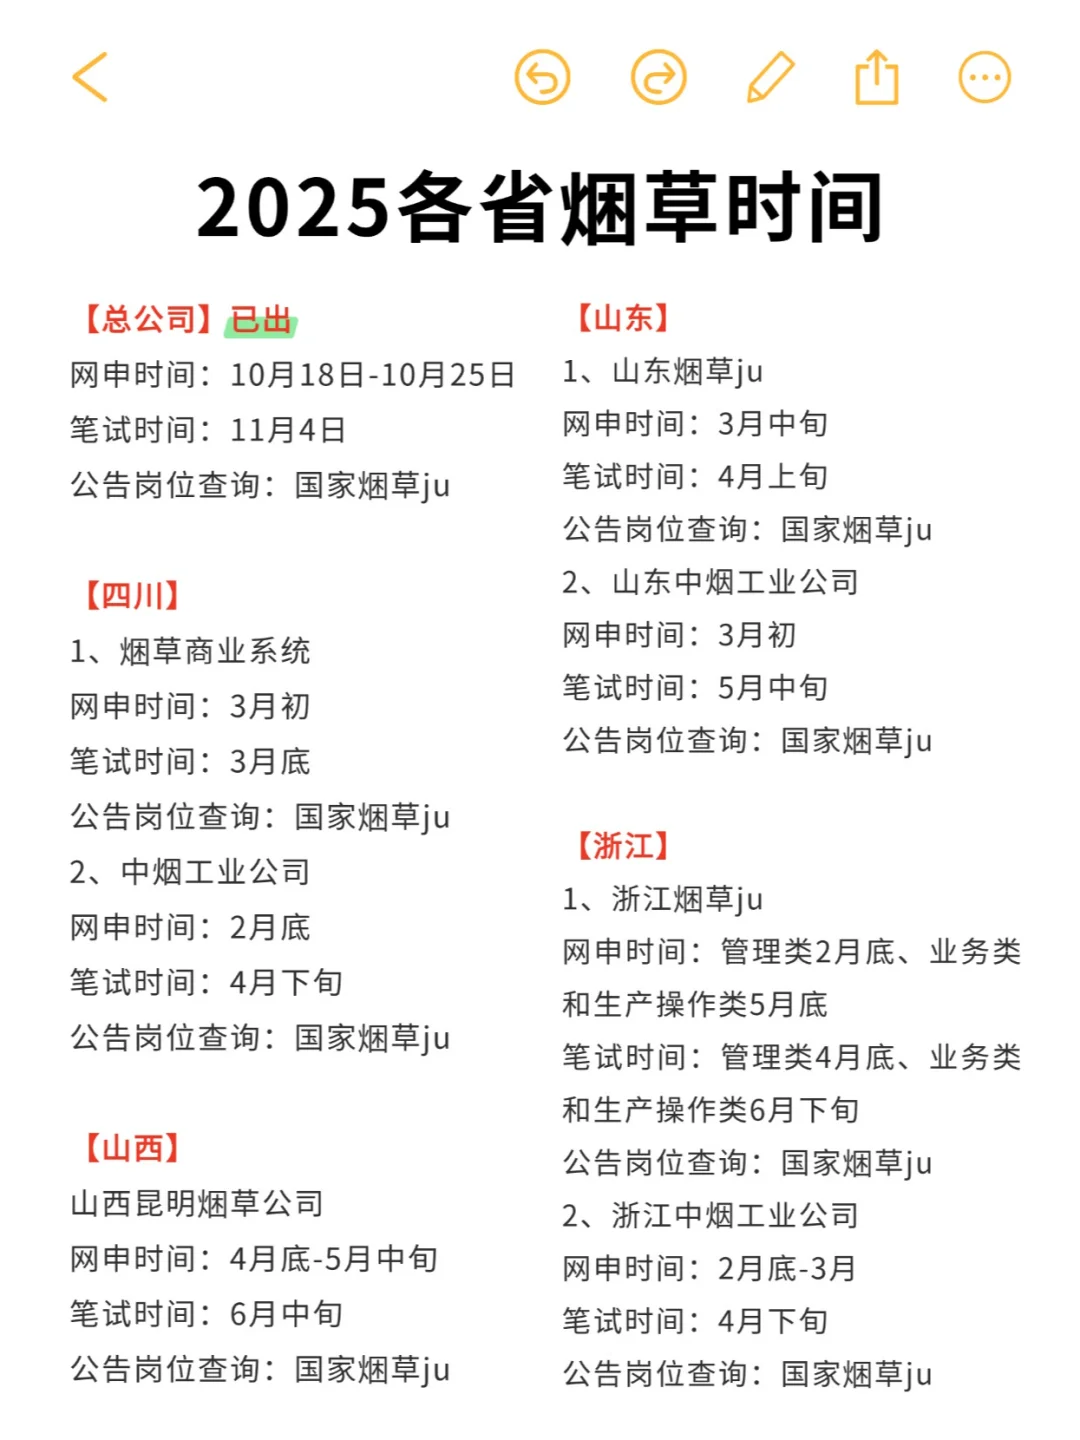 2025各省烟草时间
【总公司】已出
网申时间：10月18日-10月25日
笔试时间：11月4日
公告岗位查询：国家烟草ju
【四川】
1、烟草商业系统
网申时间：3月初
笔试时间：3月底
公告岗位查询：国家烟草ju
2、中烟工业公司
网申时间：2月底
笔试时间：4月下旬
公告岗位查询：国家烟草ju
【山西】
山西昆明烟草公司
网申时间：4月底-5月中旬
笔试时间：6月中旬
公告岗位查询：国家烟草ju
【山东】
1、山东烟草ju
网申时间：3月中旬
笔试时间：4月上旬
公告岗位查询：国家烟草ju
2、山东中烟工业公司
网申时间：3月初
笔试时间：5月中旬
公告岗位查询：国家烟草ju
【浙江】
1、浙江烟草ju
网申时间：管理类2月底、业务类
和生产操作类5月底
笔试时间：管理类4月底、业务类
和生产操作类6月下旬
公告岗位查询：国家烟草ju
2、浙江中烟工业公司
网申时间：2月底-3月
笔试时间：4月下旬
公告岗位查询：国家烟草ju